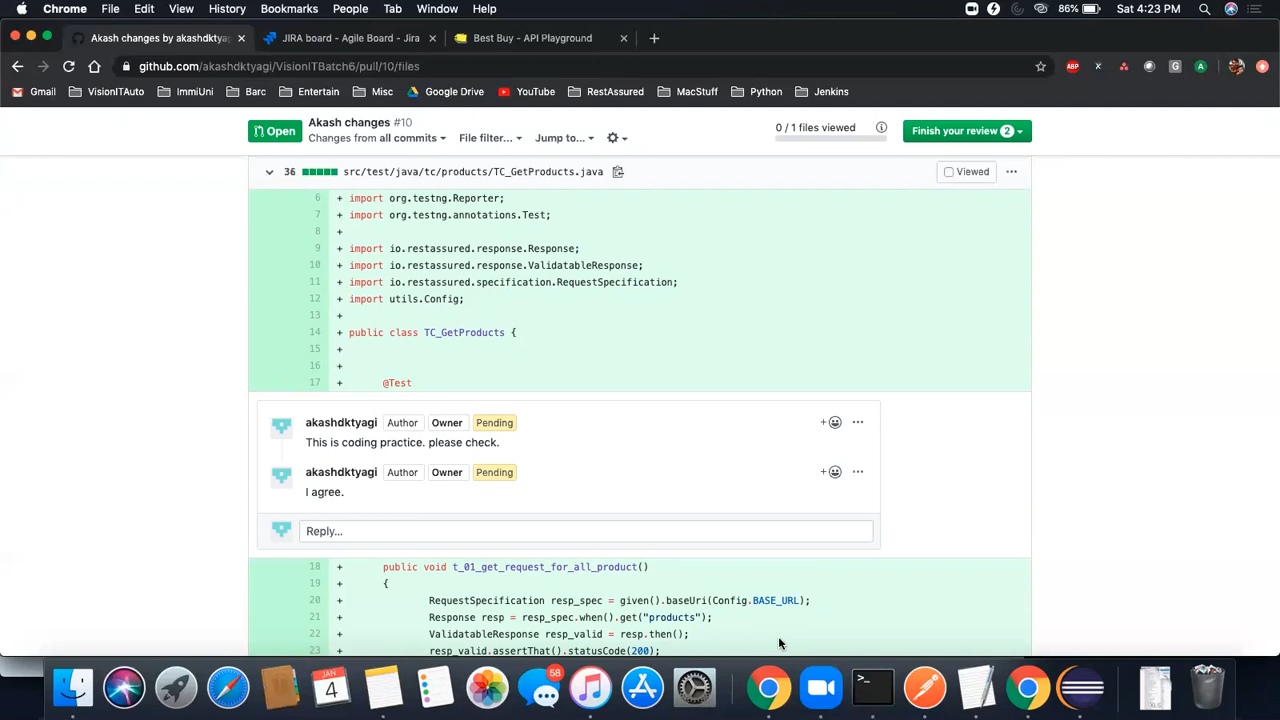 Chrome File Edit View History Bookmarks People Tab Window Help 86% Sat 4:23 PM
Akash changes by akashdktya × JIRA board - Agile Board - Jira × Best Buy - API Playground × +
github.com/akashdktyagi/VisionITBatch6/pull/10/files ABP G A
Gmail VisionITAuto ImmiUni Barc Entertain Misc Google Drive YouTube RestAssured MacStuff Python Jenkins
Open Akash changes #10 0 / 1 files viewed Finish your review 2
Changes from all commits File filter... Jump to...
36 src/test/java/tc/products/TC_GetProducts.java Viewed ...
6 + import org.testng.Reporter;
7 + import org.testng.annotations.Test;
8 +
9 + import io.restassured.response.Response;
10 + import io.restassured.response.ValidatableResponse;
11 + import io.restassured.specification.RequestSpecification;
12 + import utils.Config;
13 +
14 + public class TC_GetProducts {
15 +
16 +
17 + @Test
akashdktyagi Author Owner Pending + ...
This is coding practice. please check.
akashdktyagi Author Owner Pending + ...
I agree.
Reply...
18 + public void t_01_get_request_for_all_product()
19 + {
20 + RequestSpecification resp_spec = given().baseUri(Config.BASE_URL);
21 + Response resp = resp_spec.when().get("products");
22 + ValidatableResponse resp_valid = resp.then();
23 + resp_valid.assertThat().statusCode(200);
JAN
4
58
>_